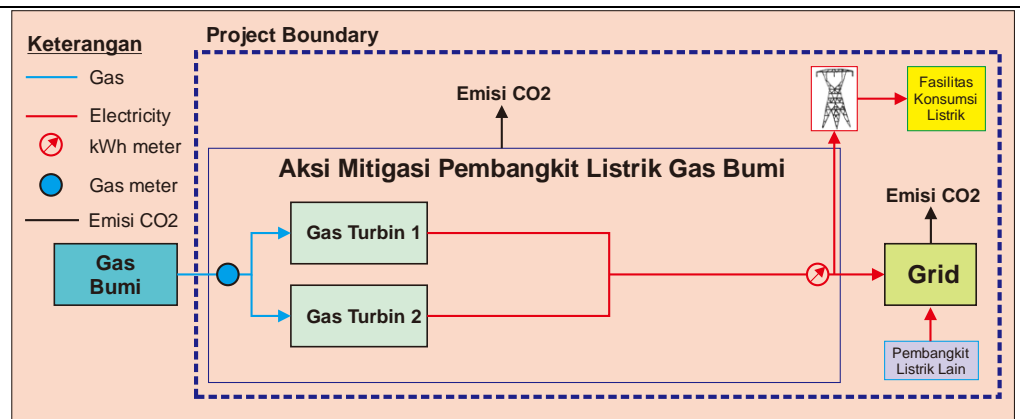 Keterangan
Gas
Electricity
kWh meter
Gas meter
Emisi CO2
Project Boundary
Emisi CO2
Fasilitas
Konsumsi
Listrik
Aksi Mitigasi Pembangkit Listrik Gas Bumi
Emisi CO2
Gas
Bumi
Gas Turbin 1
Gas Turbin 2
Grid
Pembangkit
Listrik Lain